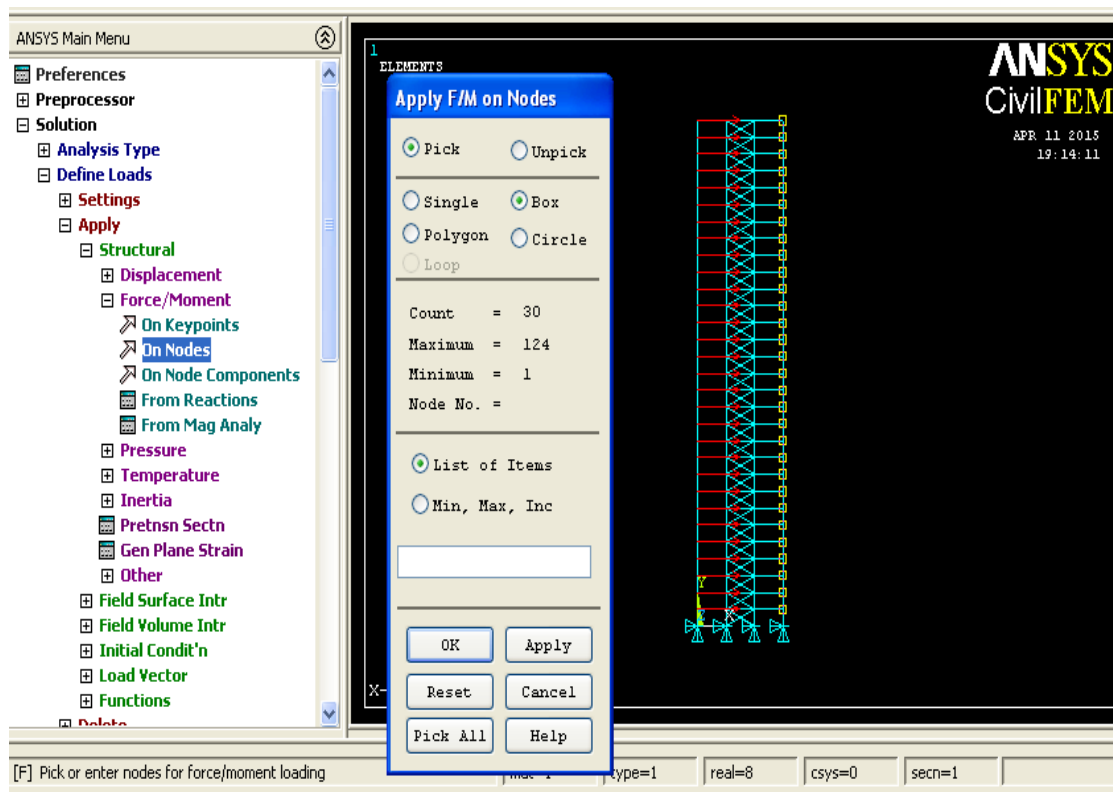 ANSYS Main Menu
Preferences
Preprocessor
Solution
Analysis Type
Define Loads
Settings
Apply
Structural
Displacement
Force/Moment
On Keypoints
On Nodes
On Node Components
From Reactions
From Mag Analy
Pressure
Temperature
Inertia
Pretnsn Sectn
Gen Plane Strain
Other
Field Surface Intr
Field Volume Intr
Initial Condit'n
Load Vector
Functions
Delete
1
ELEMENTS
Apply F/M on Nodes
Pick Unpick
Single Box
Polygon Circle
Loop
Count = 30
Maximum = 124
Minimum = 1
Node No. =
List of Items
Min, Max, Inc
OK Apply
Reset Cancel
Pick All Help
ANSYS
CivilFEM
APR 11 2015
19:14:11
Y
X
X-
[F] Pick or enter nodes for force/moment loading
type=1 real=8 csys=0 secn=1